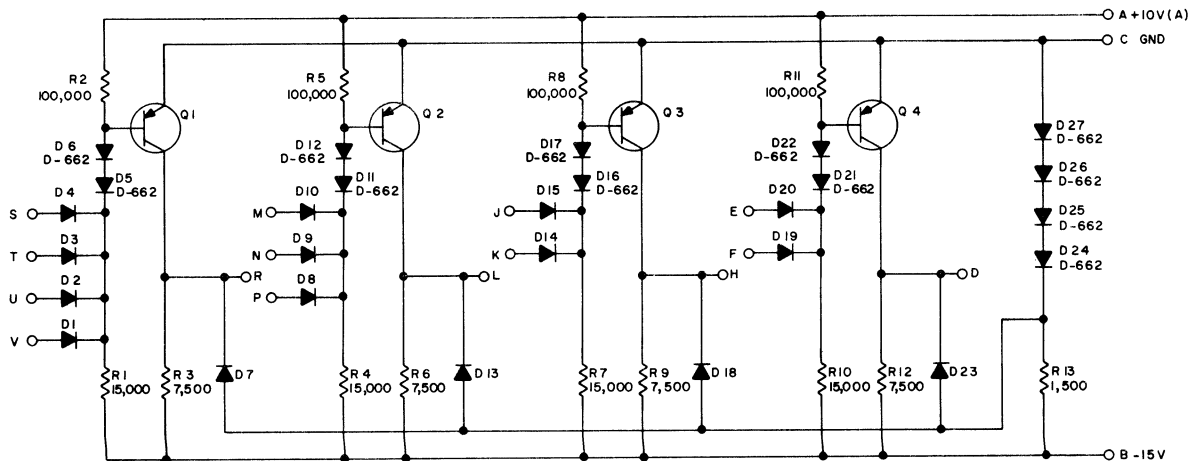 A +10V(A)
C GND
R2
100,000
Q1
R5
100,000
Q2
R8
100,000
Q3
R11
100,000
Q4
D6
D-662
D5
D-662
D12
D-662
D11
D-662
D17
D-662
D16
D-662
D22
D-662
D21
D-662
D27
D-662
D26
D-662
D25
D-662
D24
D-662
S
D4
T
D3
U
D2
V
D1
M
D10
N
D9
P
D8
J
D15
K
D14
E
D20
F
D19
R
L
H
D
R1
15,000
R3
7,500
D7
R4
15,000
R6
7,500
D13
R7
15,000
R9
7,500
D18
R10
15,000
R12
7,500
D23
R13
1,500
B -15V